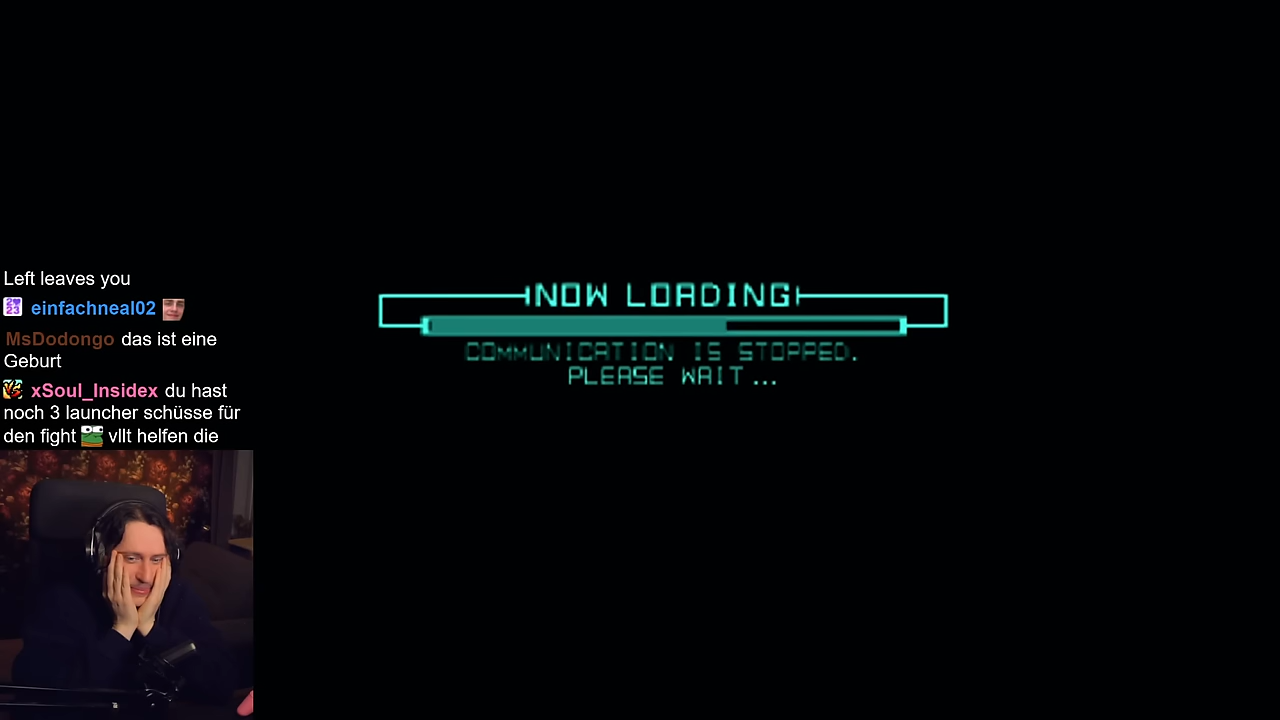 Left leaves you
einfachneal02
MsDodongo das ist eine
Geburt
xSoul_Insidex du hast
noch 3 launcher schüsse für
den fight vllt helfen die
NOW LOADING
COMMUNICATION IS STOPPED.
PLEASE WAIT...